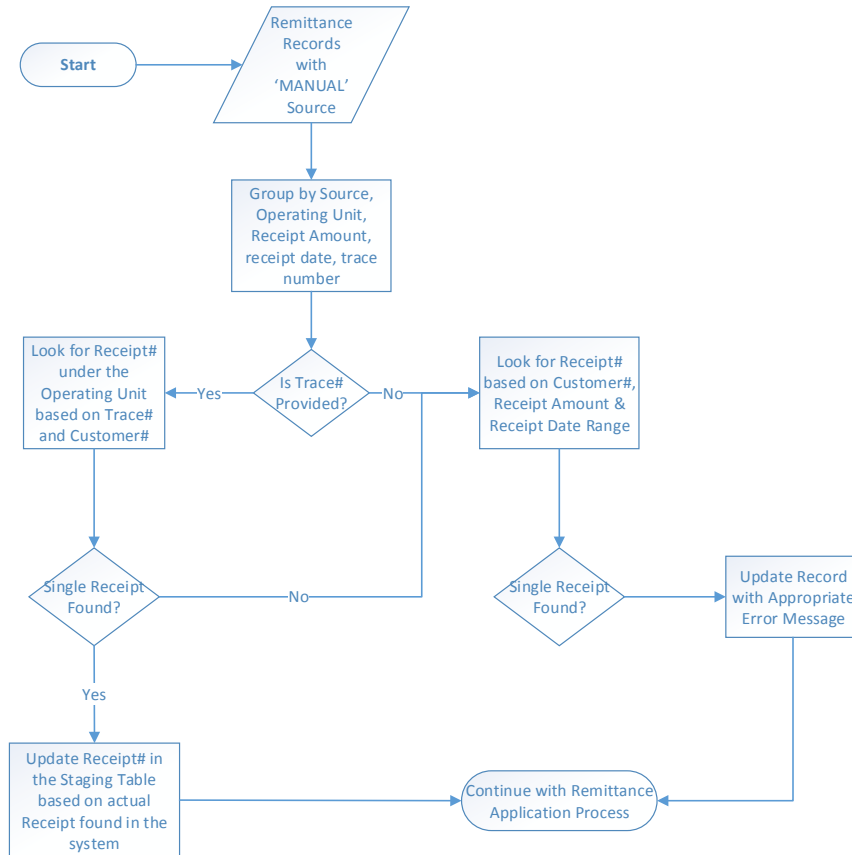 Start
Remittance
Records
with
‘MANUAL’
Source
Group by Source,
Operating Unit,
Receipt Amount,
receipt date, trace
number
Look for Receipt#
under the
Operating Unit
based on Trace#
and Customer#
Yes
Is Trace#
Provided?
No
Look for Receipt#
based on Customer#,
Receipt Amount &
Receipt Date Range
Single Receipt
Found?
No
Single Receipt
Found?
Update Record
with Appropriate
Error Message
Yes
Update Receipt# in
the Staging Table
based on actual
Receipt found in the
system
Continue with Remittance
Application Process